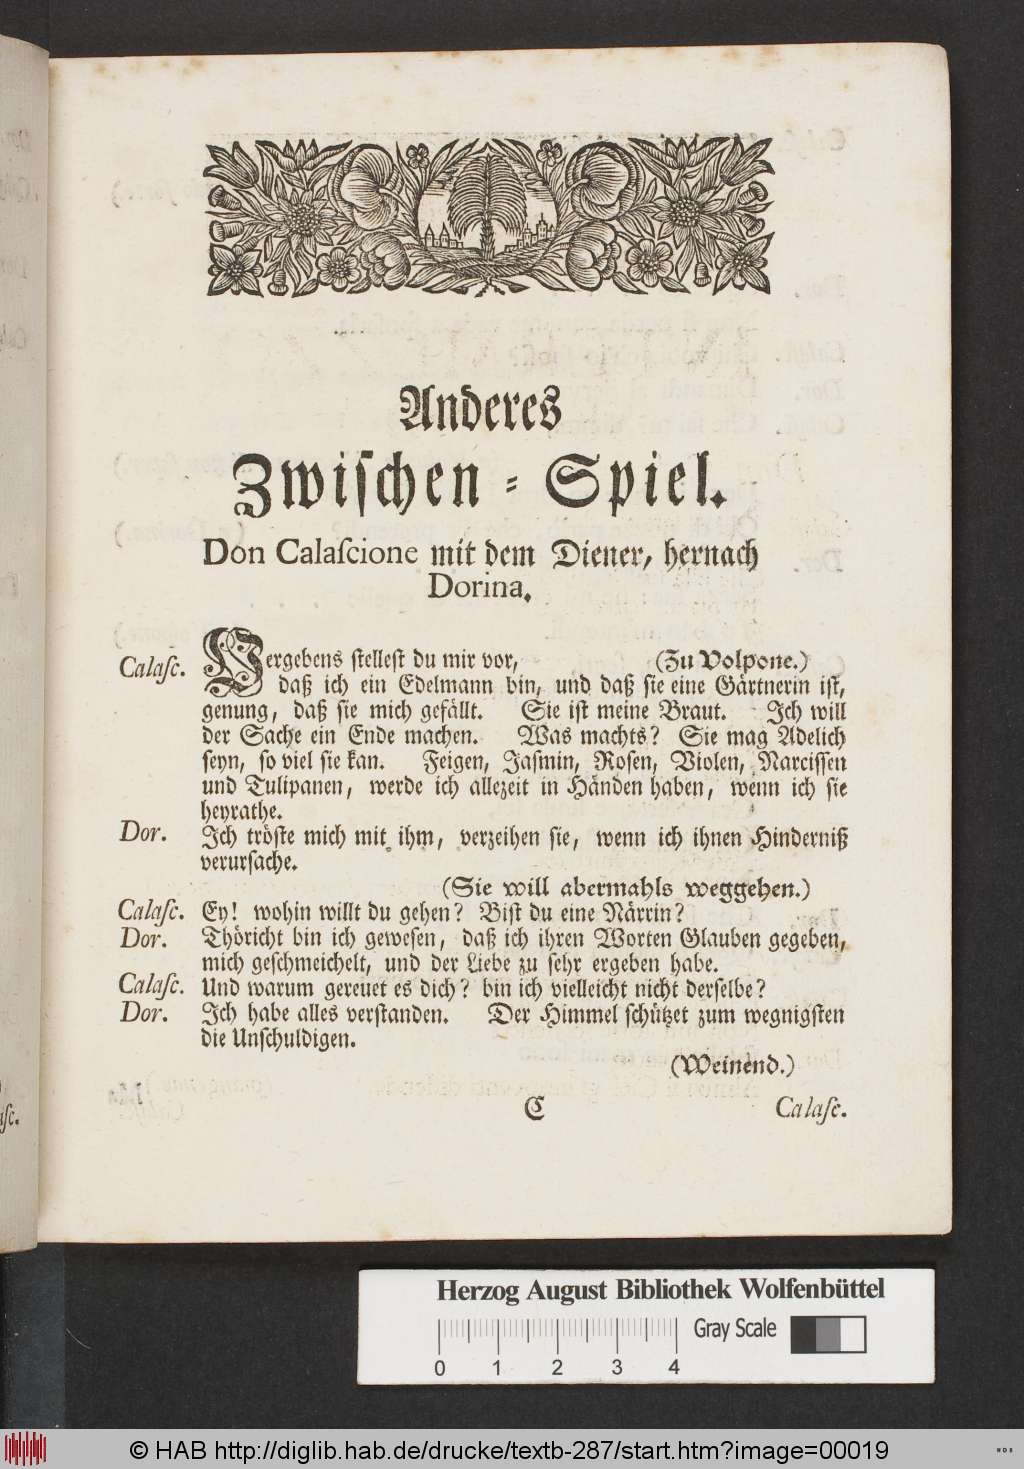 Anderes
Zwischen-Spiel.
Don Calascione mit dem Diener, hernach
Dorina.
Calasc. Vergebens stellest du mir vor, (Zu Volpone.)
daß ich ein Edelmann bin, und daß sie eine Gärtnerin ist,
genung, daß sie mich gefällt. Sie ist meine Braut. Ich will
der Sache ein Ende machen. Was machts? Sie mag Adelich
seyn, so viel sie kan. Feigen, Jasmin, Rosen, Violen, Narcissen
und Tulipanen, werde ich allezeit in Händen haben, wenn ich sie
heyrathe.
Dor. Ich tröste mich mit ihm, verzeihen sie, wenn ich ihnen Hinderniß
verursache.
(Sie will abermahls weggehen.)
Calasc. Ey! wohin willt du gehen? Bist du eine Närrin?
Dor. Thöricht bin ich gewesen, daß ich ihren Worten Glauben gegeben,
mich geschmeichelt, und der Liebe zu sehr ergeben habe.
Calasc. Und warum gereuet es dich? bin ich vielleicht nicht derselbe?
Dor. Ich habe alles verstanden. Der Himmel schützet zum wegnigsten
die Unschuldigen.
(Weinend.)
C Calasc.
Herzog August Bibliothek Wolfenbüttel
Gray Scale
0 1 2 3 4
© HAB http://diglib.hab.de/drucke/textb-287/start.htm?image=00019